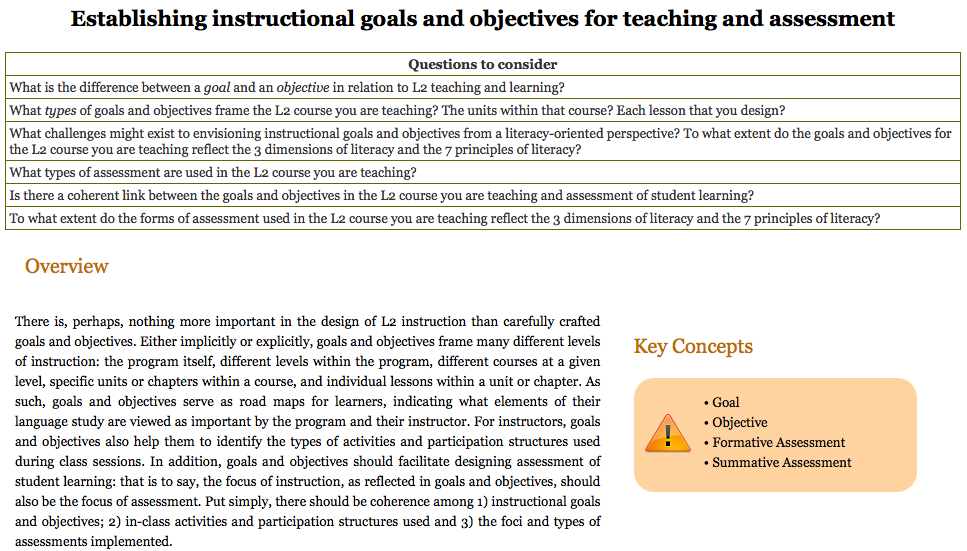 Establishing instructional goals and objectives for teaching and assessment
Questions to consider
What is the difference between a goal and an objective in relation to L2 teaching and learning?
What types of goals and objectives frame the L2 course you are teaching? The units within that course? Each lesson that you design?
What challenges might exist to envisioning instructional goals and objectives from a literacy-oriented perspective? To what extent do the goals and objectives for
the L2 course you are teaching reflect the 3 dimensions of literacy and the 7 principles of literacy?
What types of assessment are used in the L2 course you are teaching?
Is there a coherent link between the goals and objectives in the L2 course you are teaching and assessment of student learning?
To what extent do the forms of assessment used in the L2 course you are teaching reflect the 3 dimensions of literacy and the 7 principles of literacy?
Overview
There is, perhaps, nothing more important in the design of L2 instruction than carefully crafted
goals and objectives. Either implicitly or explicitly, goals and objectives frame many different levels
of instruction: the program itself, different levels within the program, different courses at a given
level, specific units or chapters within a course, and individual lessons within a unit or chapter. As
such, goals and objectives serve as road maps for learners, indicating what elements of their
language study are viewed as important by the program and their instructor. For instructors, goals
and objectives also help them to identify the types of activities and participation structures used
during class sessions. In addition, goals and objectives should facilitate designing assessment of
student learning: that is to say, the focus of instruction, as reflected in goals and objectives, should
also be the focus of assessment. Put simply, there should be coherence among 1) instructional goals
and objectives; 2) in-class activities and participation structures used and 3) the foci and types of
assessments implemented.
Key Concepts
• Goal
• Objective
• Formative Assessment
• Summative Assessment